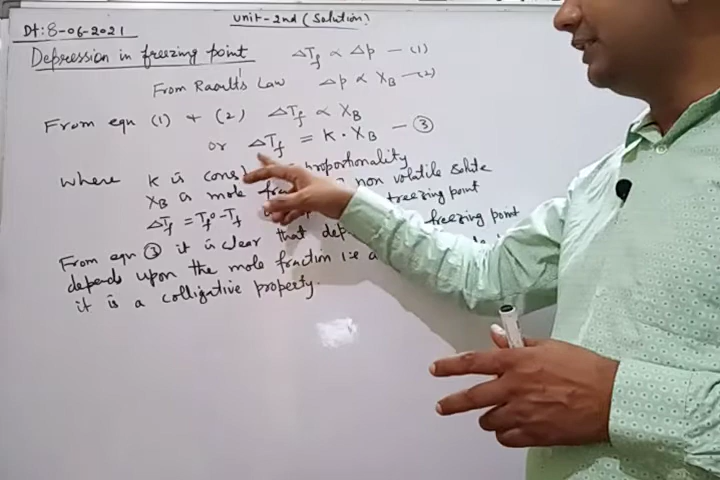 Unit-2nd (Solution)
Dt:8-06-2021
Depression in freezing point ΔTf ∝ Δp — (1)
From Raoult's Law Δp ∝ XB — (2)
From eqn (1) + (2) ΔTf ∝ XB
or ΔTf = K · XB — ③
Where K is proportionality
XB is mole non volatile solute
ΔTf = Tf° - Tf freezing point
From eqn ③ it is clear that freezing point
depends upon the mole fraction i.e
it is a colligative property.